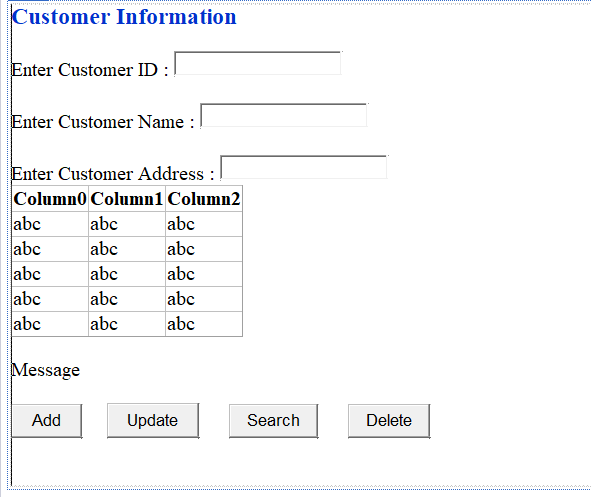 Customer Information
Enter Customer ID :
Enter Customer Name :
Enter Customer Address :
Column0 Column1 Column2
abc abc abc
abc abc abc
abc abc abc
abc abc abc
abc abc abc
Message
Add Update Search Delete